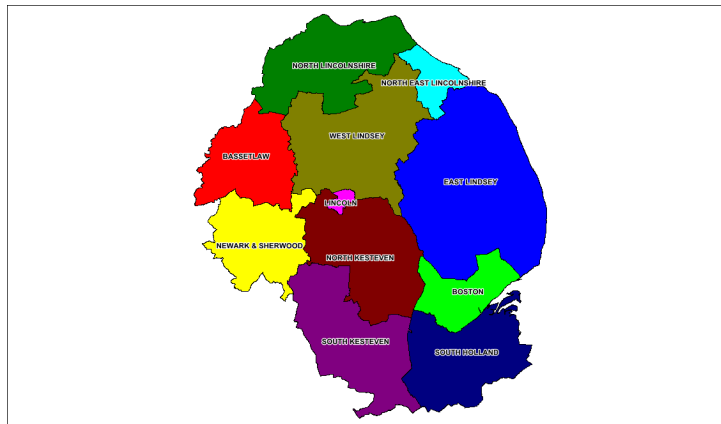 NORTH LINCOLNSHIRE
NORTH EAST LINCOLNSHIRE
WEST LINDSEY
BASSETLAW
EAST LINDSEY
LINCOLN
NEWARK & SHERWOOD
NORTH KESTEVEN
BOSTON
SOUTH KESTEVEN
SOUTH HOLLAND